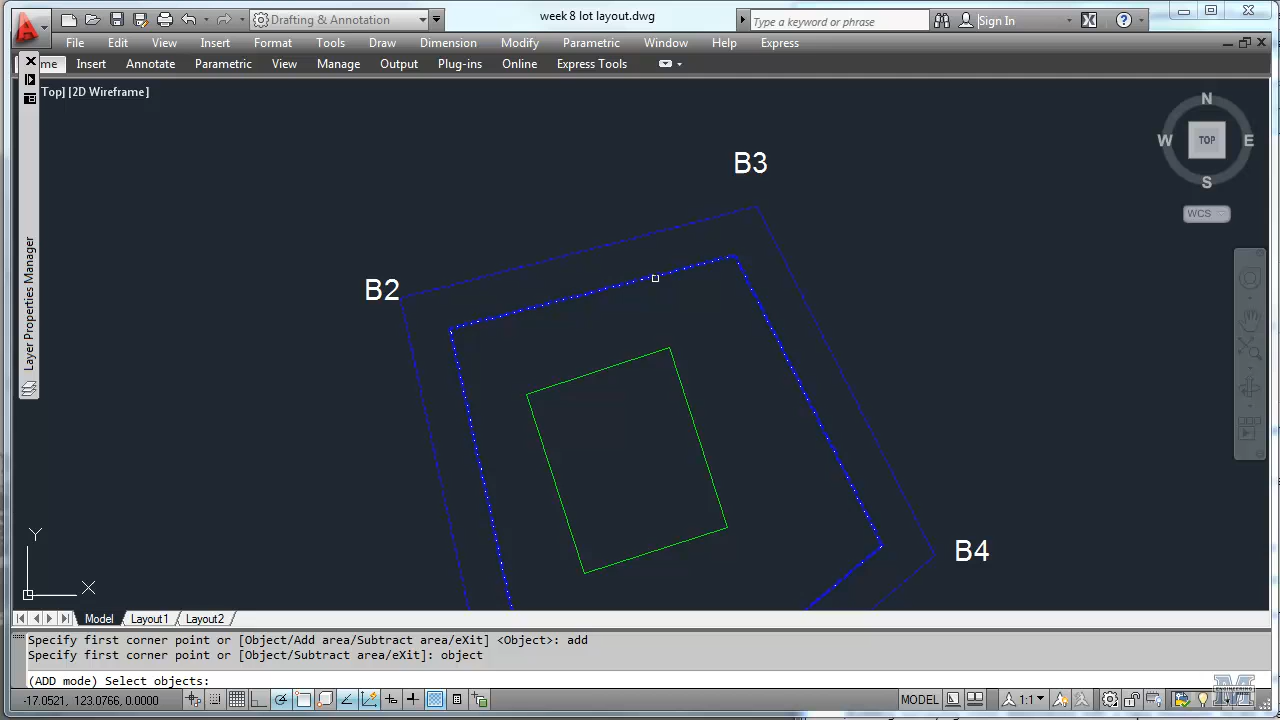 Drafting & Annotation
week 8 lot layout.dwg
Type a keyword or phrase
Sign In
File Edit View Insert Format Tools Draw Dimension Modify Parametric Window Help Express
me Insert Annotate Parametric View Manage Output Plug-ins Online Express Tools
Top] [2D Wireframe]
N
W TOP E
S
WCS
B3
B2
B4
Layer Properties Manager
Y
X
Model Layout1 Layout2
Specify first corner point or [Object/Add area/Subtract area/eXit] <Object>: add
Specify first corner point or [Object/Subtract area/eXit]: object
(ADD mode) Select objects:
-17.0521, 123.0766, 0.0000
MODEL
1:1